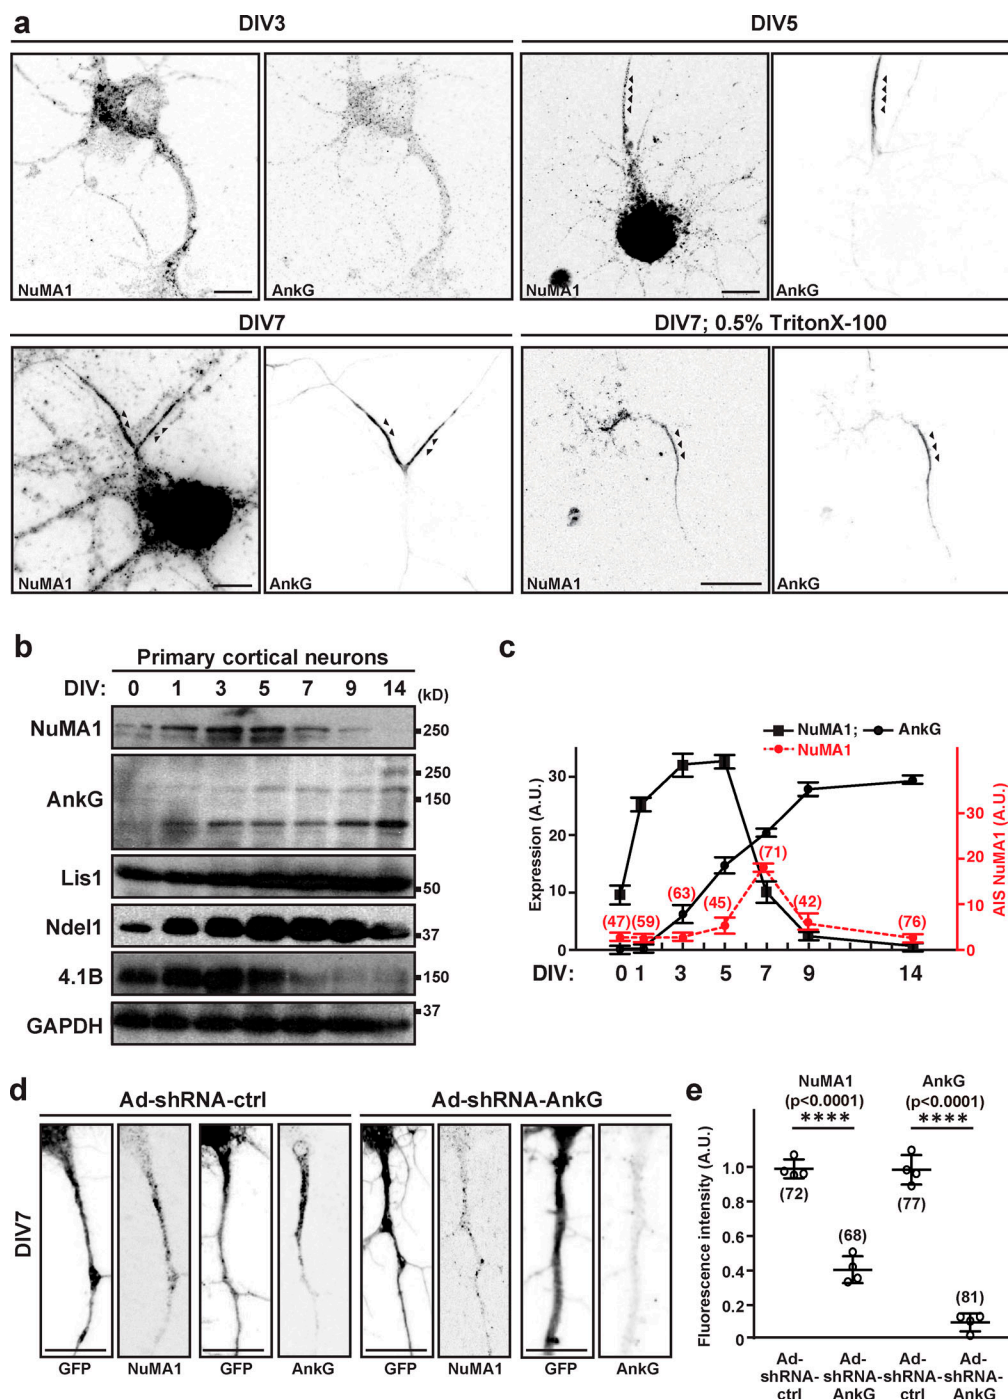 a
DIV3
DIV5
NuMA1
AnkG
NuMA1
AnkG
DIV7
DIV7; 0.5% TritonX-100
NuMA1
AnkG
NuMA1
AnkG
b
Primary cortical neurons
DIV: 0 1 3 5 7 9 14 (kD)
NuMA1
250
AnkG
250
150
Lis1
50
Ndel1
37
4.1B
150
GAPDH
37
c
NuMA1; AnkG
NuMA1
Expression (A.U.)
30
20
10
0
AIS NuMA1 (A.U.)
30
20
10
0
(47) (59) (63) (45) (71) (42) (76)
DIV: 0 1 3 5 7 9 14
d
Ad-shRNA-ctrl
Ad-shRNA-AnkG
DIV7
GFP
NuMA1
GFP
AnkG
GFP
NuMA1
GFP
AnkG
e
NuMA1
(p<0.0001)
****
AnkG
(p<0.0001)
****
Fluorescence intensity (A.U.)
1.0
0.8
0.6
0.4
0.2
0
(72)
(68)
(77)
(81)
Ad-
shRNA-
ctrl
Ad-
shRNA-
AnkG
Ad-
shRNA-
ctrl
Ad-
shRNA-
AnkG